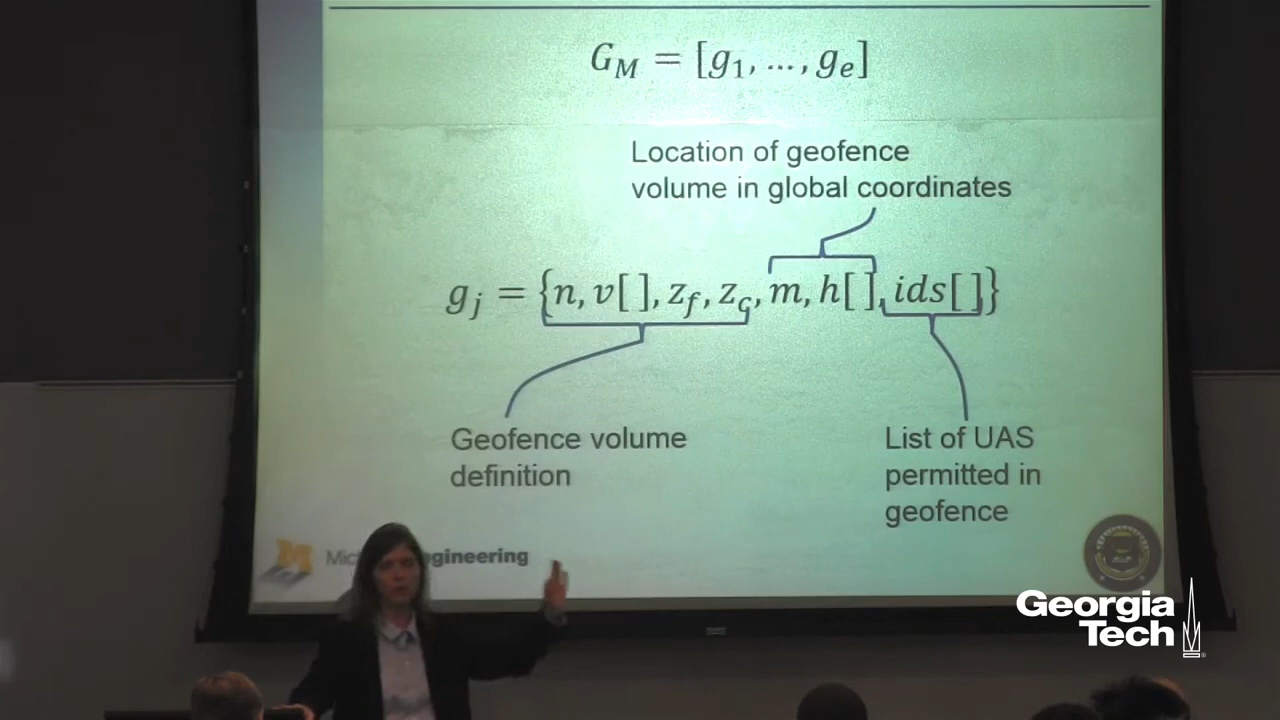 G_M = [g_1, ..., g_e]
Location of geofence
volume in global coordinates
g_j = {n, v[ ], z_f, z_c, m, h[ ], ids[ ]}
Geofence volume
definition
List of UAS
permitted in
geofence
M
Georgia
Tech